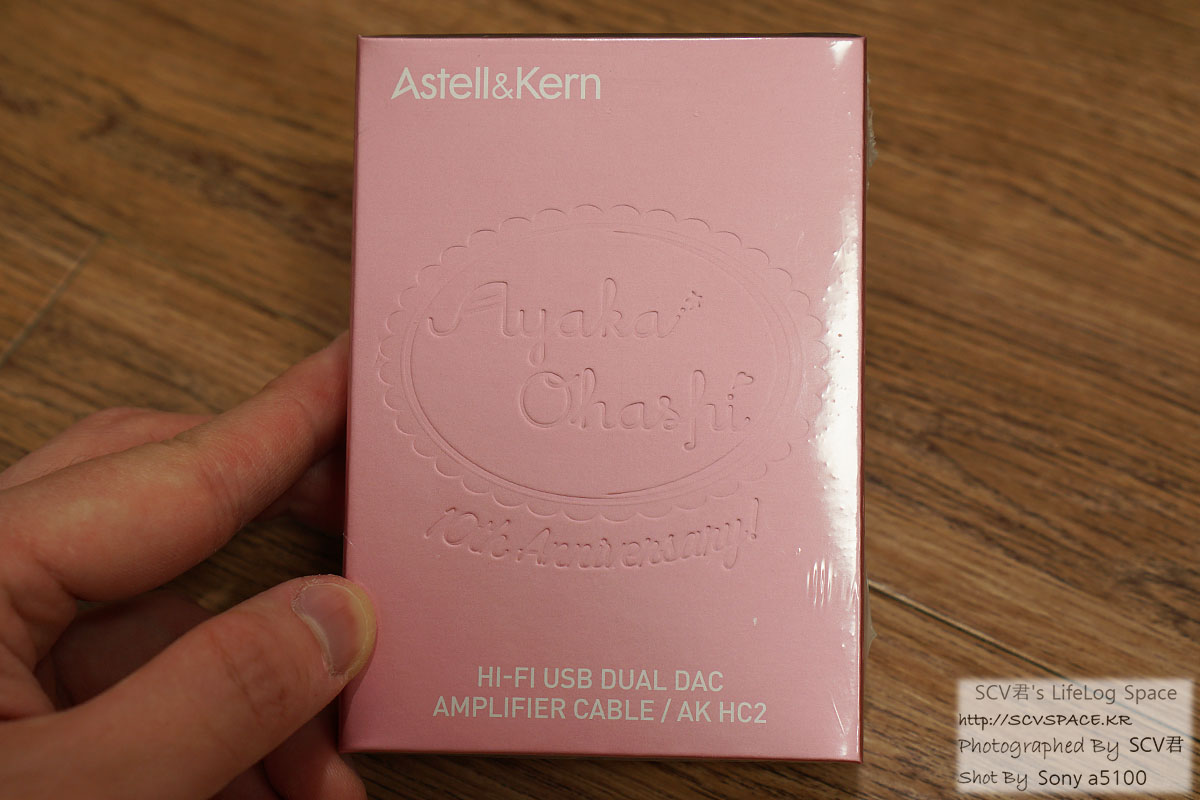 Astell&Kern
Ayaka
Ohashi
10th Anniversary!
HI-FI USB DUAL DAC
AMPLIFIER CABLE / AK HC2
SCV君's LifeLog Space
http://SCVSPACE.KR
Photographed By SCV君
Shot By Sony a5100